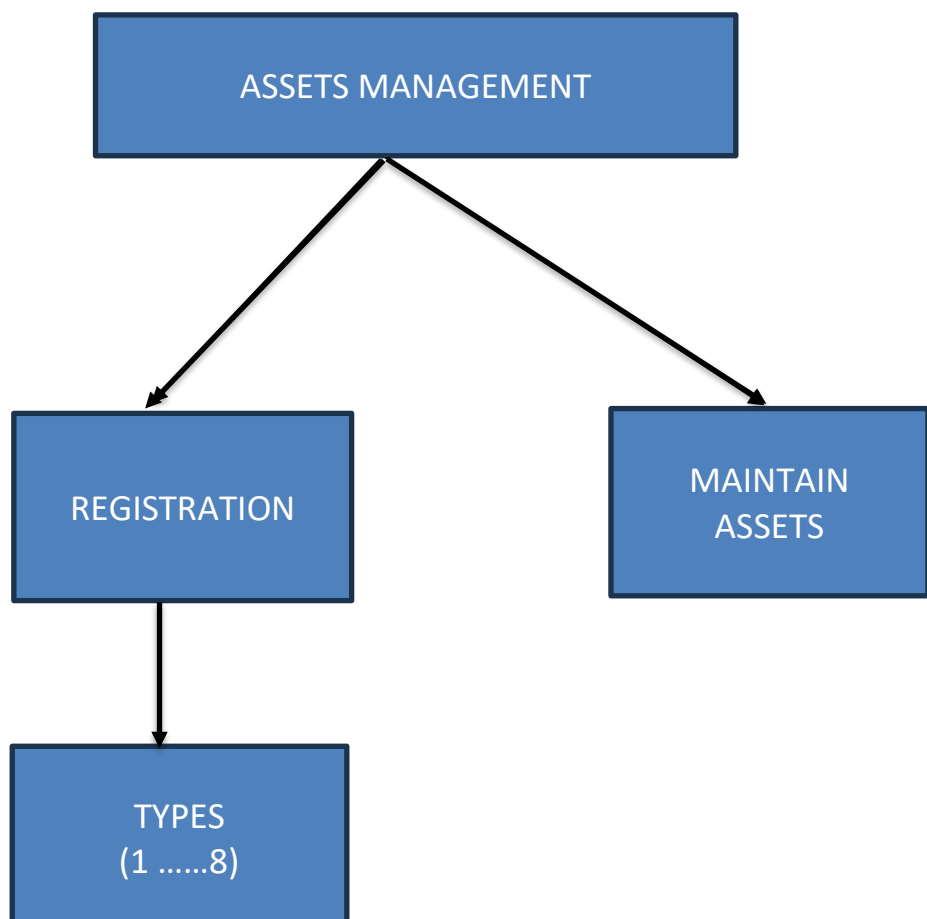 ASSETS MANAGEMENT
REGISTRATION
MAINTAIN
ASSETS
TYPES
(1 ......8)